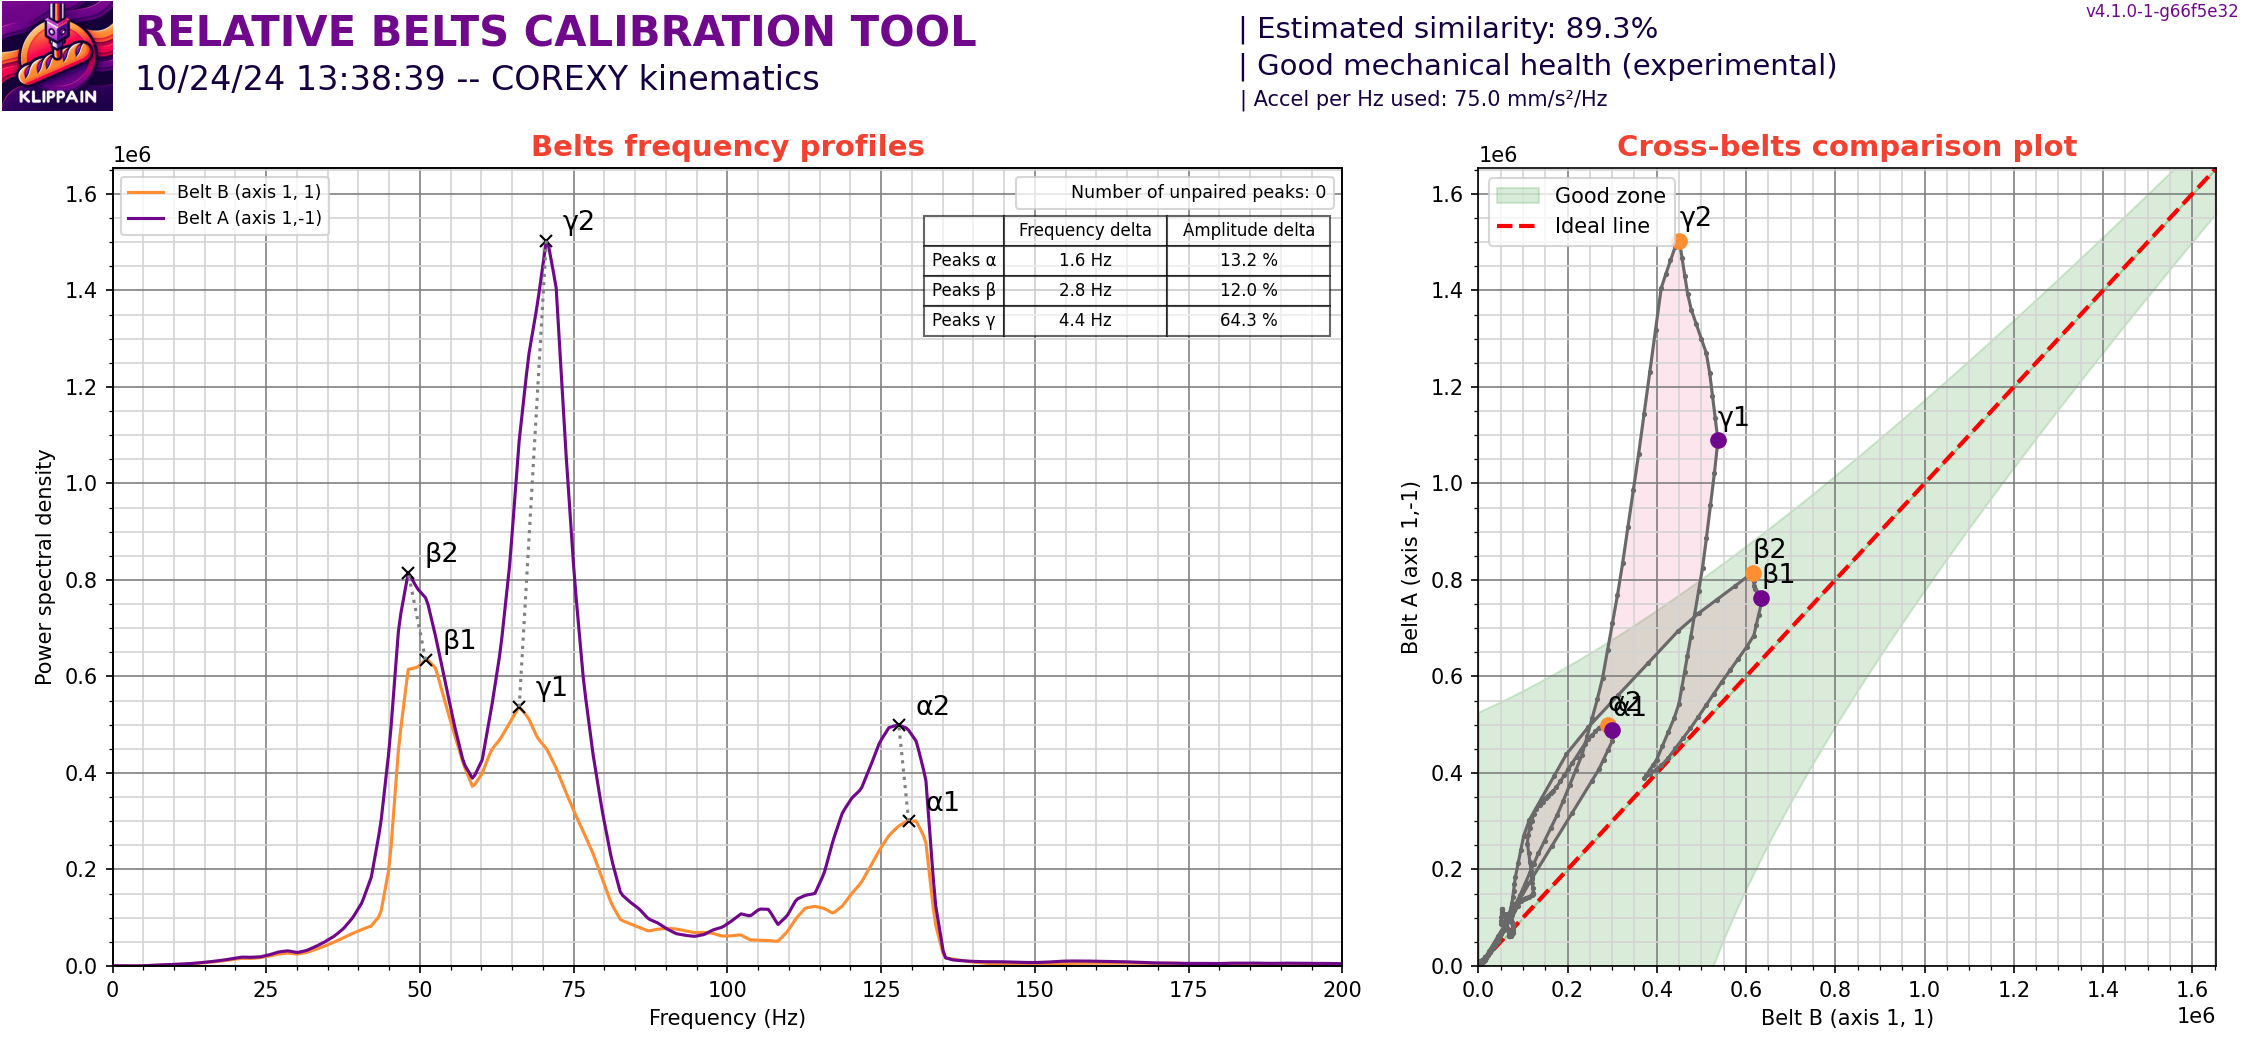 KLIPPAIN
RELATIVE BELTS CALIBRATION TOOL
10/24/24 13:38:39 -- COREXY kinematics
| Estimated similarity: 89.3%
| Good mechanical health (experimental)
| Accel per Hz used: 75.0 mm/s²/Hz
v4.1.0-1-g66f5e32
Belts frequency profiles
1e6
Belt B (axis 1, 1)
Belt A (axis 1,-1)
Number of unpaired peaks: 0
Frequency delta Amplitude delta
Peaks α 1.6 Hz 13.2 %
Peaks β 2.8 Hz 12.0 %
Peaks γ 4.4 Hz 64.3 %
γ2
β2
β1
γ1
α2
α1
Power spectral density
1.6
1.4
1.2
1.0
0.8
0.6
0.4
0.2
0.0
0 25 50 75 100 125 150 175 200
Frequency (Hz)
Cross-belts comparison plot
1e6
Good zone
Ideal line
γ2
γ1
β2
β1
α2
α1
Belt A (axis 1,-1)
1.6
1.4
1.2
1.0
0.8
0.6
0.4
0.2
0.0
0.0 0.2 0.4 0.6 0.8 1.0 1.2 1.4 1.6
Belt B (axis 1, 1)
1e6